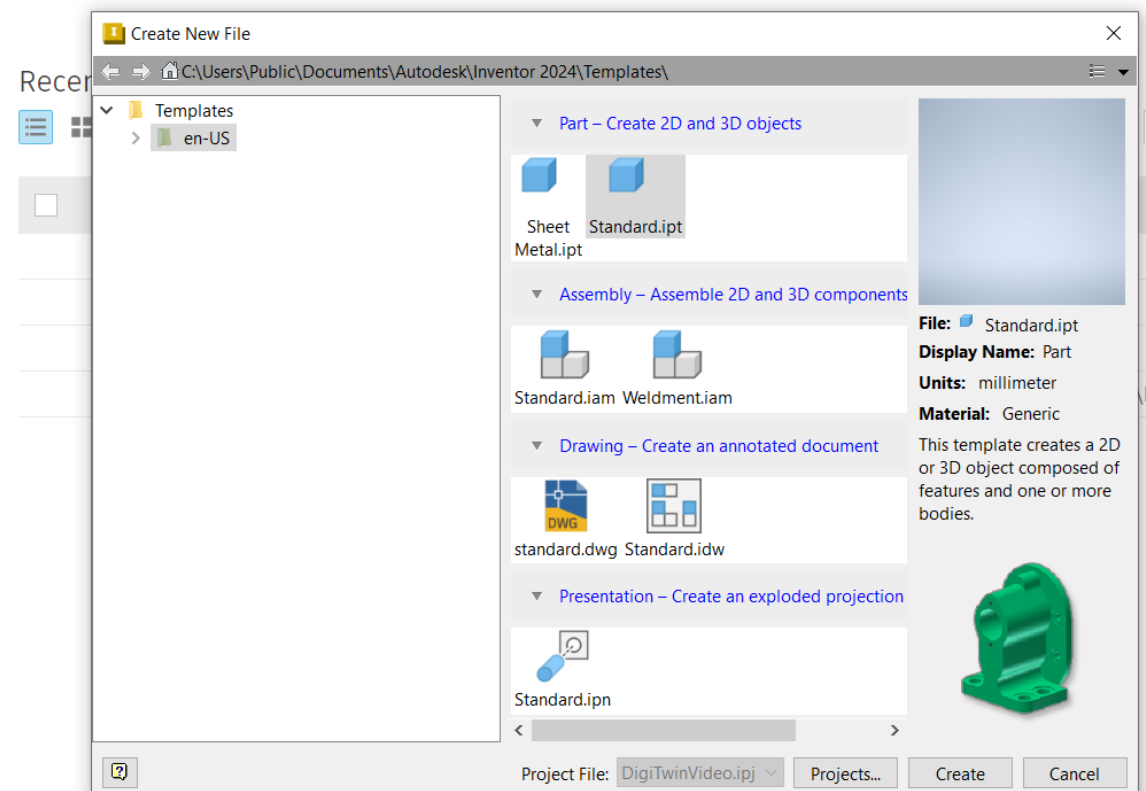 Create New File
Recen
C:\Users\Public\Documents\Autodesk\Inventor 2024\Templates\
Templates
en-US
Part – Create 2D and 3D objects
Sheet
Metal.ipt
Standard.ipt
Assembly – Assemble 2D and 3D components
Standard.iam
Weldment.iam
Drawing – Create an annotated document
DWG
standard.dwg
Standard.idw
Presentation – Create an exploded projection
Standard.ipn
File: Standard.ipt
Display Name: Part
Units: millimeter
Material: Generic
This template creates a 2D
or 3D object composed of
features and one or more
bodies.
Project File: DigiTwinVideo.ipj
Projects...
Create
Cancel